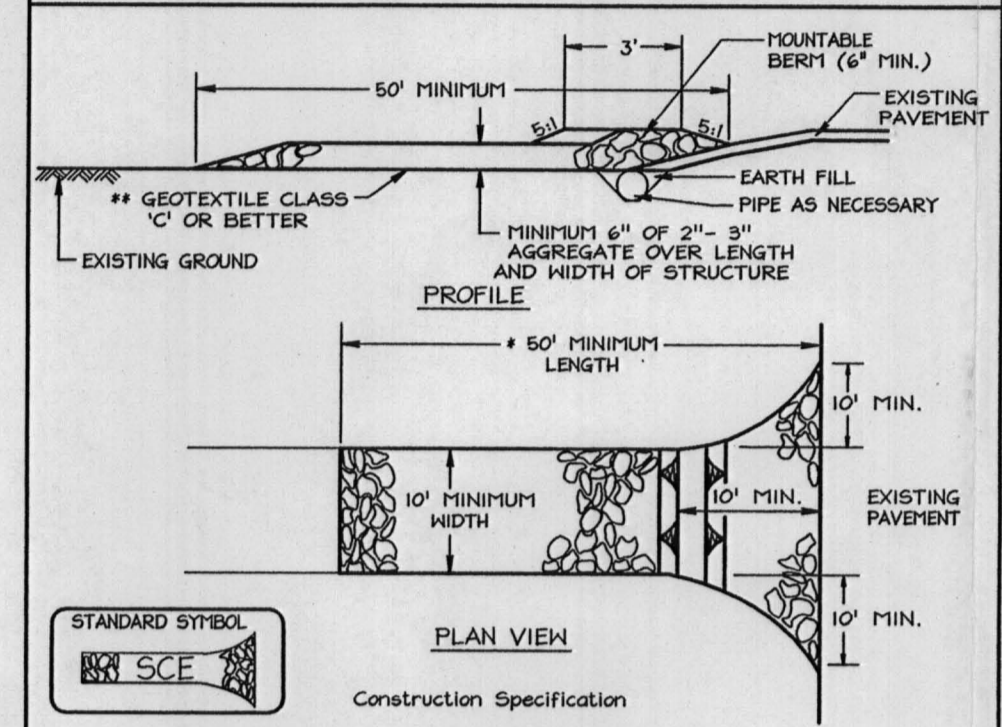 3'
MOUNTABLE
BERM (6" MIN.)
50' MINIMUM
EXISTING
PAVEMENT
5:1
5:1
** GEOTEXTILE CLASS
'C' OR BETTER
EARTH FILL
PIPE AS NECESSARY
EXISTING GROUND
MINIMUM 6" OF 2"- 3"
AGGREGATE OVER LENGTH
AND WIDTH OF STRUCTURE
PROFILE
* 50' MINIMUM
LENGTH
10' MIN.
10' MINIMUM
WIDTH
10' MIN.
EXISTING
PAVEMENT
10' MIN.
STANDARD SYMBOL
SCE
PLAN VIEW
Construction Specification